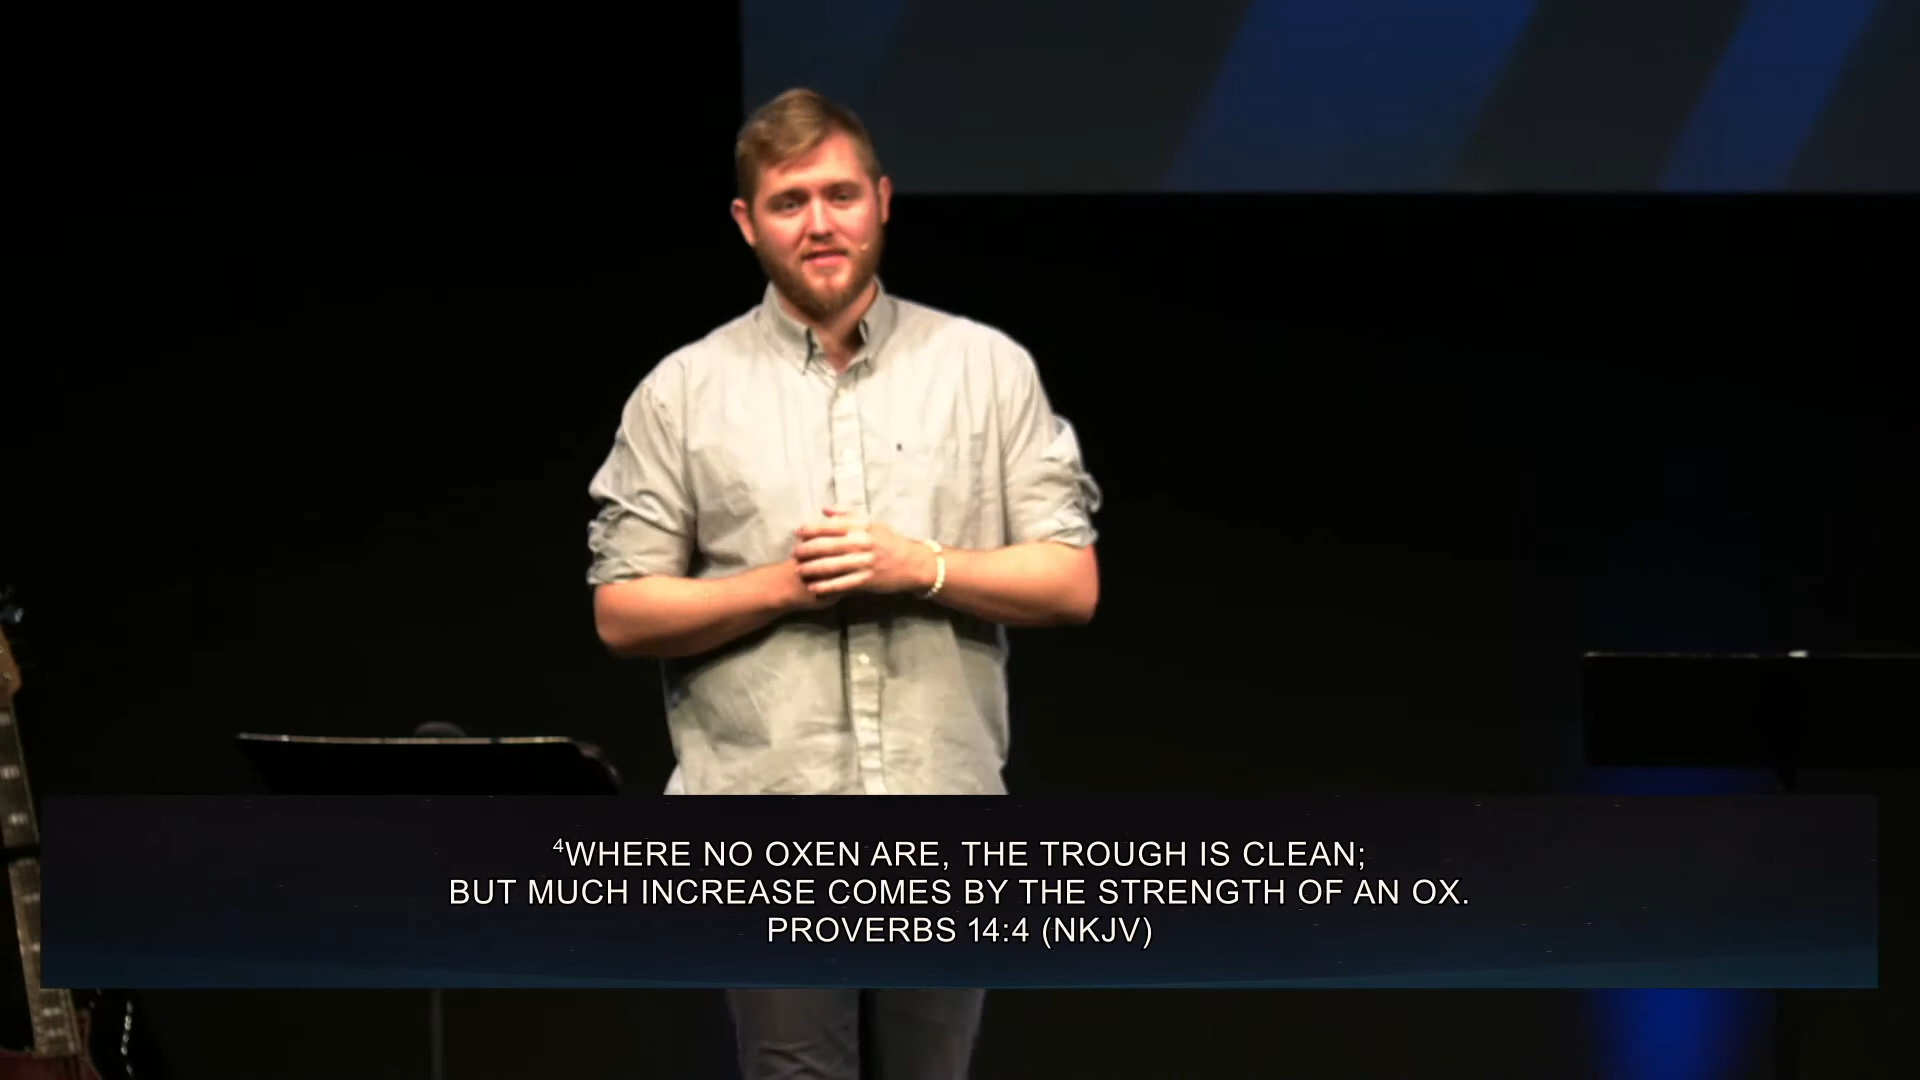 ⁴WHERE NO OXEN ARE, THE TROUGH IS CLEAN;
BUT MUCH INCREASE COMES BY THE STRENGTH OF AN OX.
PROVERBS 14:4 (NKJV)